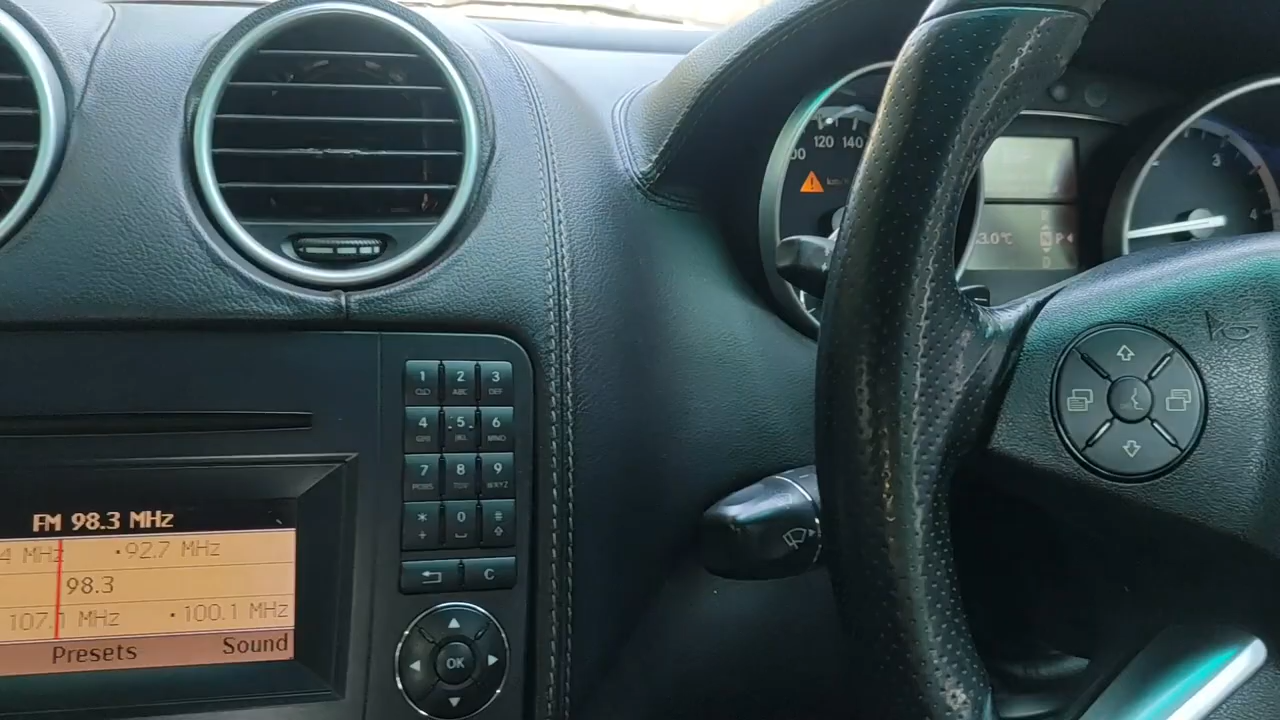 120 140
km/h
3
4
3.0°C
P
1 2 3
ABC DEF
4 5 6
GHI JKL MNO
7 8 9
PQRS TUV WXYZ
* 0 #
+
C
OK
FM 98.3 MHz
4 MHz • 92.7 MHz
98.3
107.1 MHz • 100.1 MHz
Presets Sound